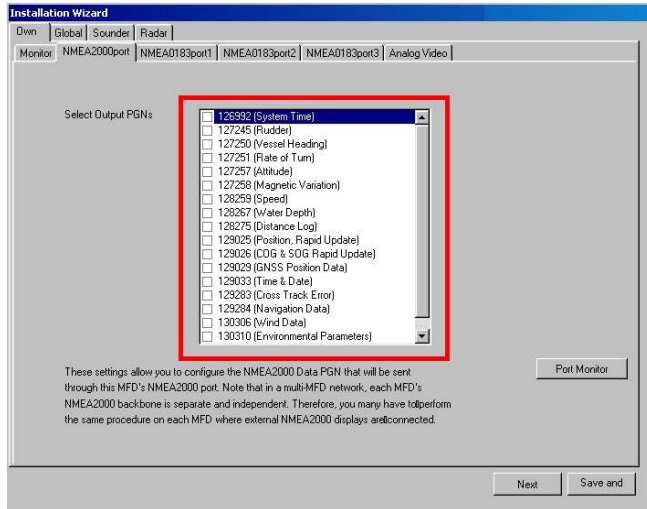 Installation Wizard
Own Global Sounder Radar
Monitor NMEA2000port NMEA0183port1 NMEA0183port2 NMEA0183port3 Analog Video
Select Output PGNs
126992 (System Time)
127245 (Rudder)
127250 (Vessel Heading)
127251 (Rate of Turn)
127257 (Attitude)
127258 (Magnetic Variation)
128259 (Speed)
128267 (Water Depth)
128275 (Distance Log)
129025 (Position, Rapid Update)
129026 (COG & SOG Rapid Update)
129029 (GNSS Position Data)
129033 (Time & Date)
129283 (Cross Track Error)
129284 (Navigation Data)
130306 (Wind Data)
130310 (Environmental Parameters)
These settings allow you to configure the NMEA2000 Data PGN that will be sent
through this MFD's NMEA2000 port. Note that in a multi-MFD network, each MFD's
NMEA2000 backbone is separate and independent. Therefore, you many have to▯perform
the same procedure on each MFD where external NMEA2000 displays are▯connected.
Port Monitor
Next Save and